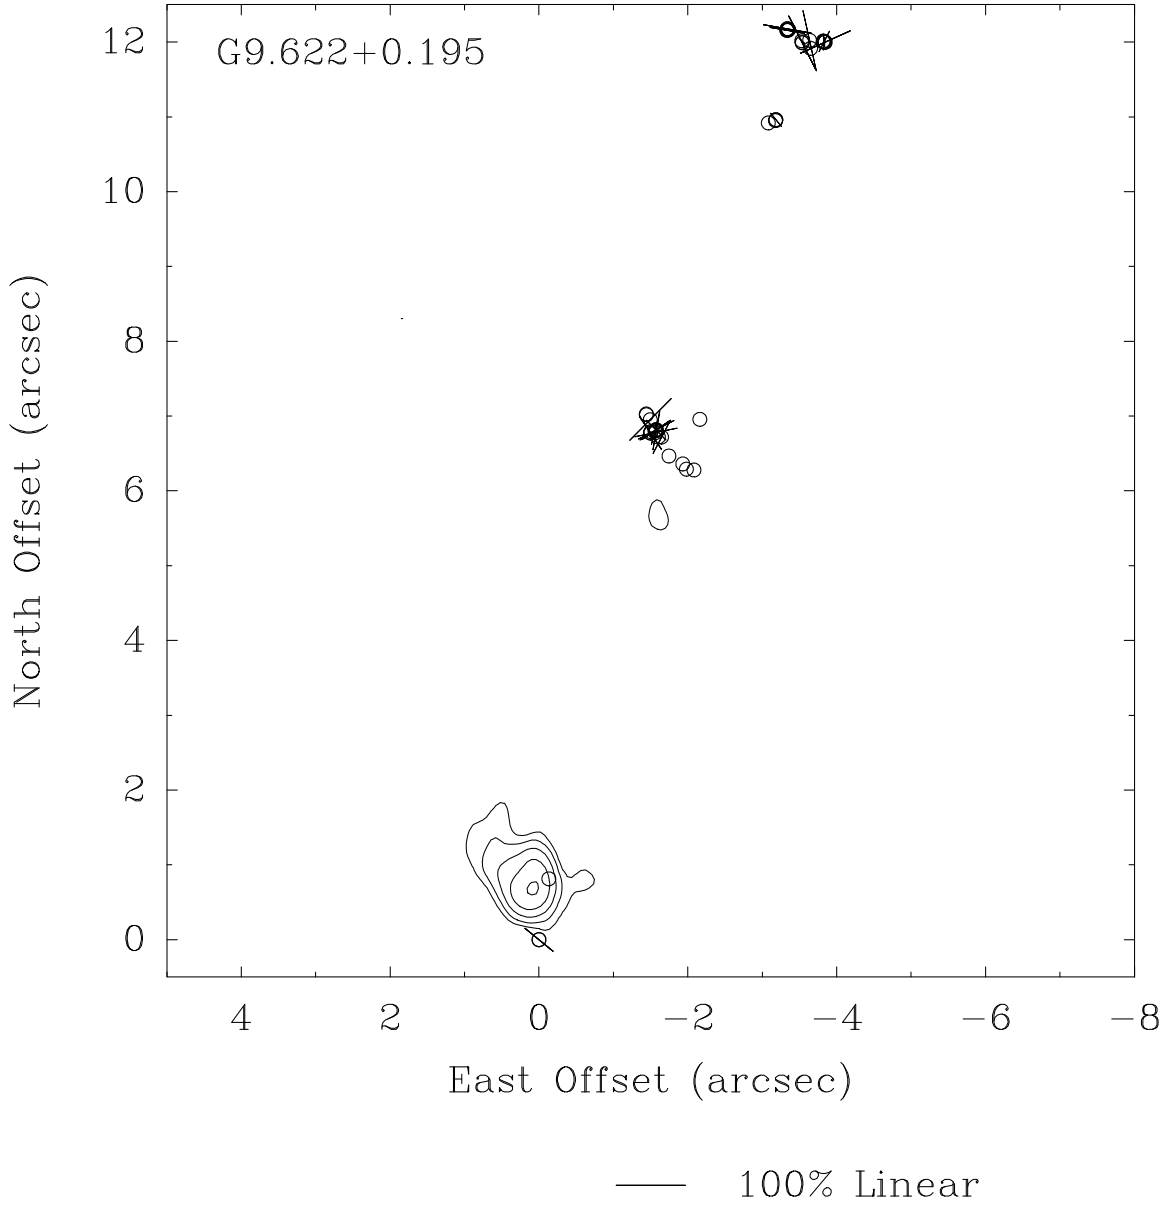 G9.622+0.195
12
10
8
6
4
2
0
North Offset (arcsec)
4 2 0 −2 −4 −6 −8
East Offset (arcsec)
100% Linear